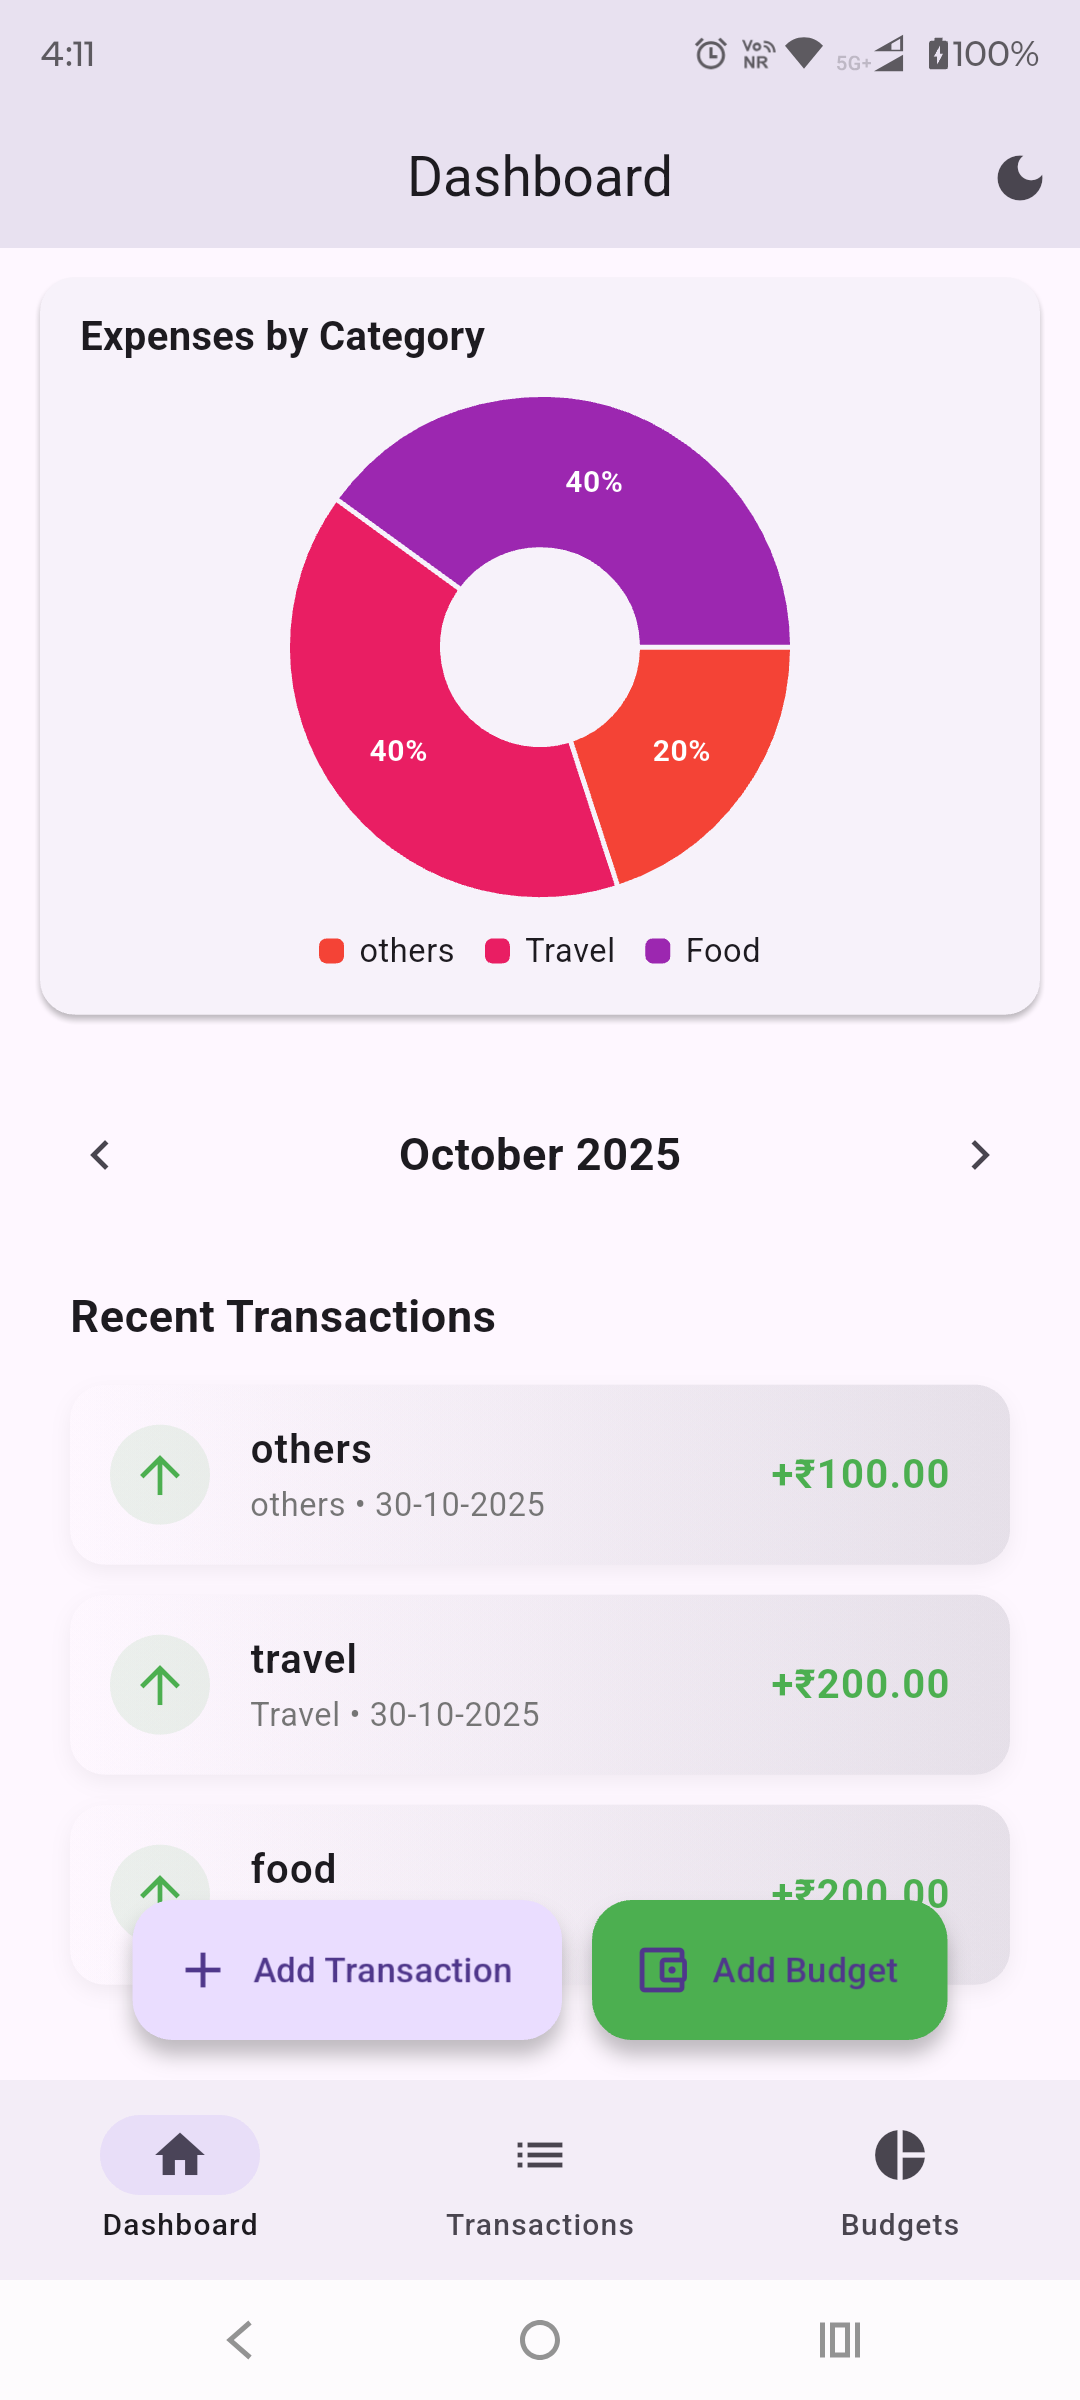 4:11 Vo NR 5G+ 100%
Dashboard
Expenses by Category
40%
40%
20%
others Travel Food
October 2025
Recent Transactions
others
others • 30-10-2025
+₹100.00
travel
Travel • 30-10-2025
+₹200.00
food
+₹200.00
Add Transaction Add Budget
Dashboard Transactions Budgets